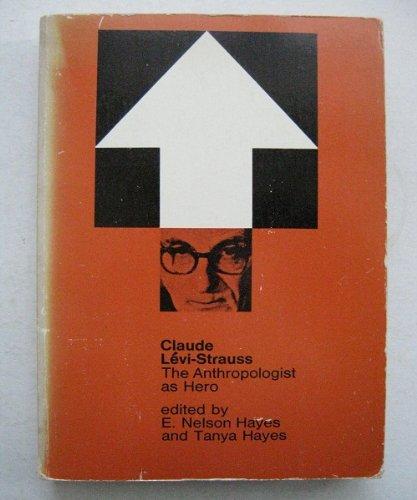 Claude
Lévi-Strauss
The Anthropologist
as Hero
edited by
E. Nelson Hayes
and Tanya Hayes